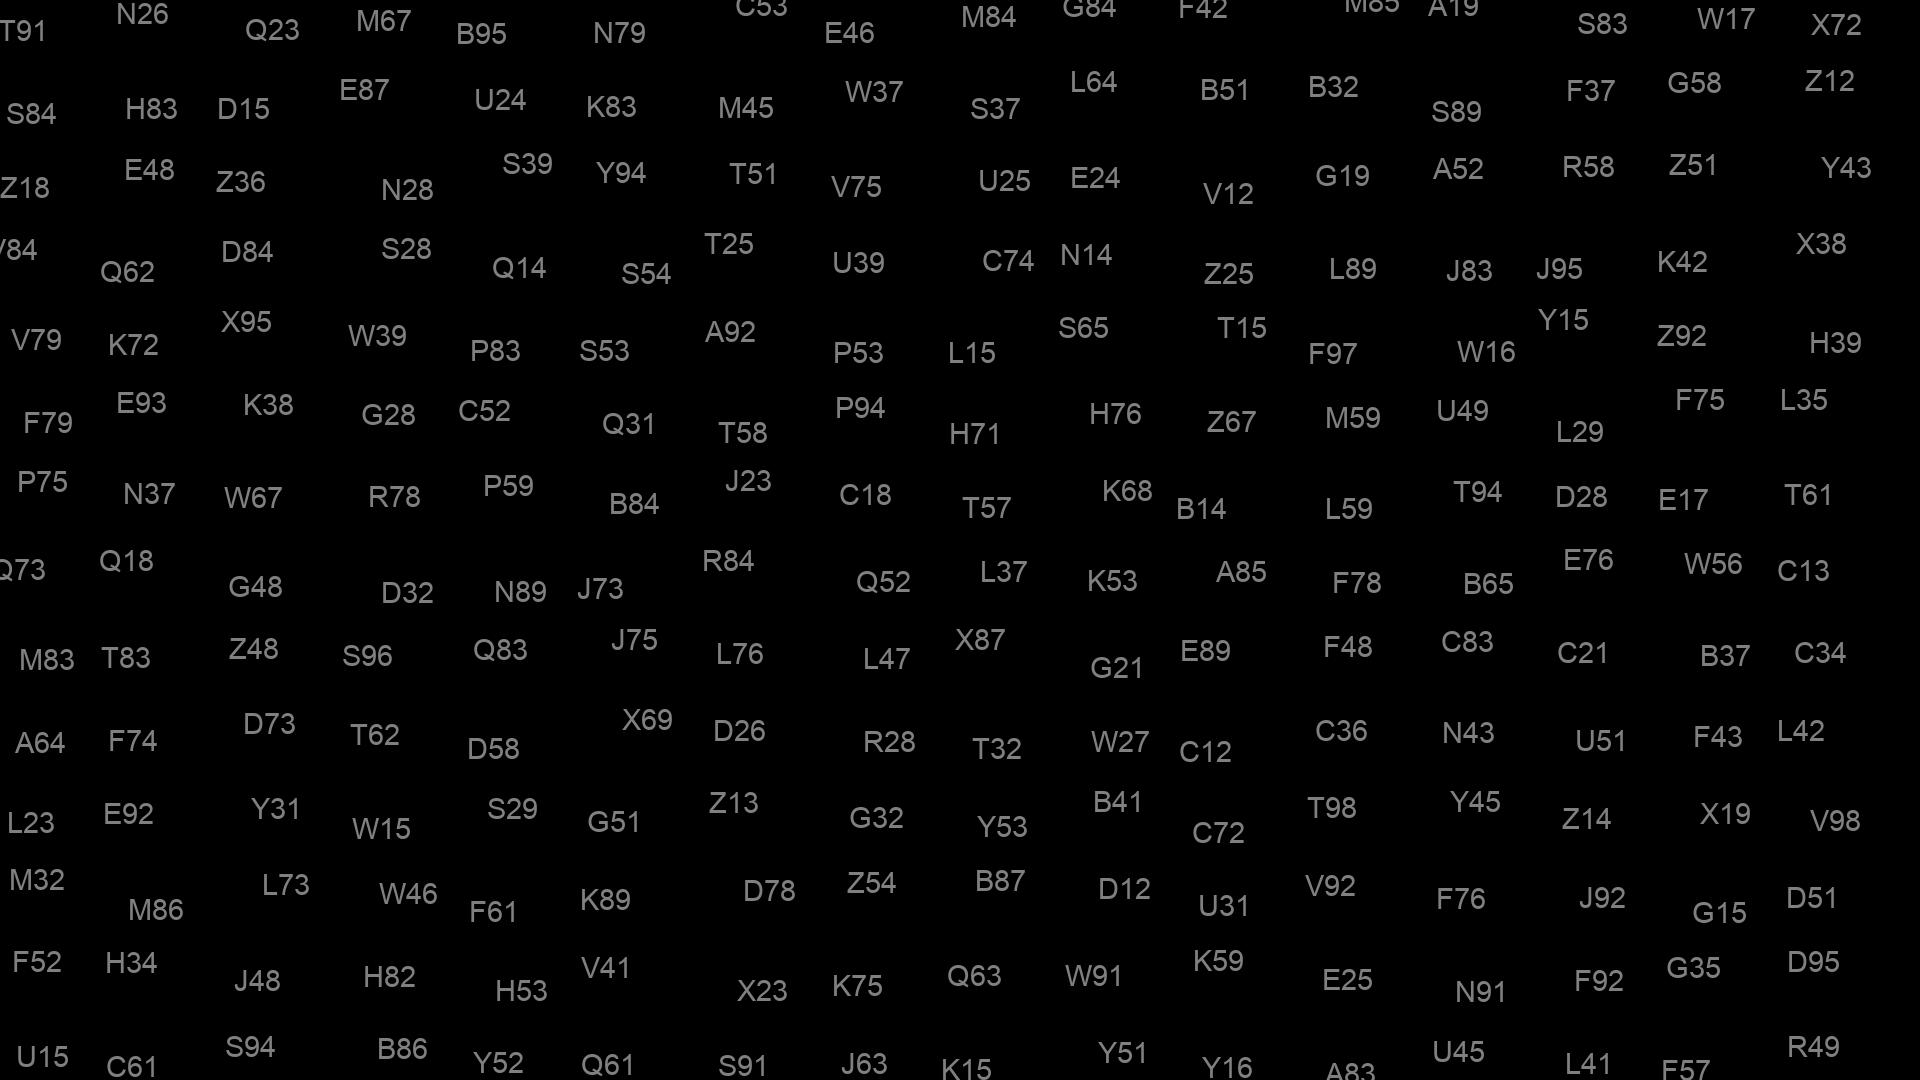 T91 N26 Q23 M67 B95 N79 C53 E46 M84 G84 F42 M85 A19 S83 W17 X72
S84 H83 D15 E87 U24 K83 M45 W37 S37 L64 B51 B32 S89 F37 G58 Z12
Z18 E48 Z36 N28 S39 Y94 T51 V75 U25 E24 V12 G19 A52 R58 Z51 Y43
V84 Q62 D84 S28 Q14 S54 T25 U39 C74 N14 Z25 L89 J83 J95 K42 X38
V79 K72 X95 W39 P83 S53 A92 P53 L15 S65 T15 F97 W16 Y15 Z92 H39
F79 E93 K38 G28 C52 Q31 T58 P94 H71 H76 Z67 M59 U49 L29 F75 L35
P75 N37 W67 R78 P59 B84 J23 C18 T57 K68 B14 L59 T94 D28 E17 T61
Q73 Q18 G48 D32 N89 J73 R84 Q52 L37 K53 A85 F78 B65 E76 W56 C13
M83 T83 Z48 S96 Q83 J75 L76 L47 X87 G21 E89 F48 C83 C21 B37 C34
A64 F74 D73 T62 D58 X69 D26 R28 T32 W27 C12 C36 N43 U51 F43 L42
L23 E92 Y31 W15 S29 G51 Z13 G32 Y53 B41 C72 T98 Y45 Z14 X19 V98
M32 M86 L73 W46 F61 K89 D78 Z54 B87 D12 U31 V92 F76 J92 G15 D51
F52 H34 J48 H82 H53 V41 X23 K75 Q63 W91 K59 E25 N91 F92 G35 D95
U15 C61 S94 B86 Y52 Q61 S91 J63 K15 Y51 Y16 A83 U45 L41 F57 R49